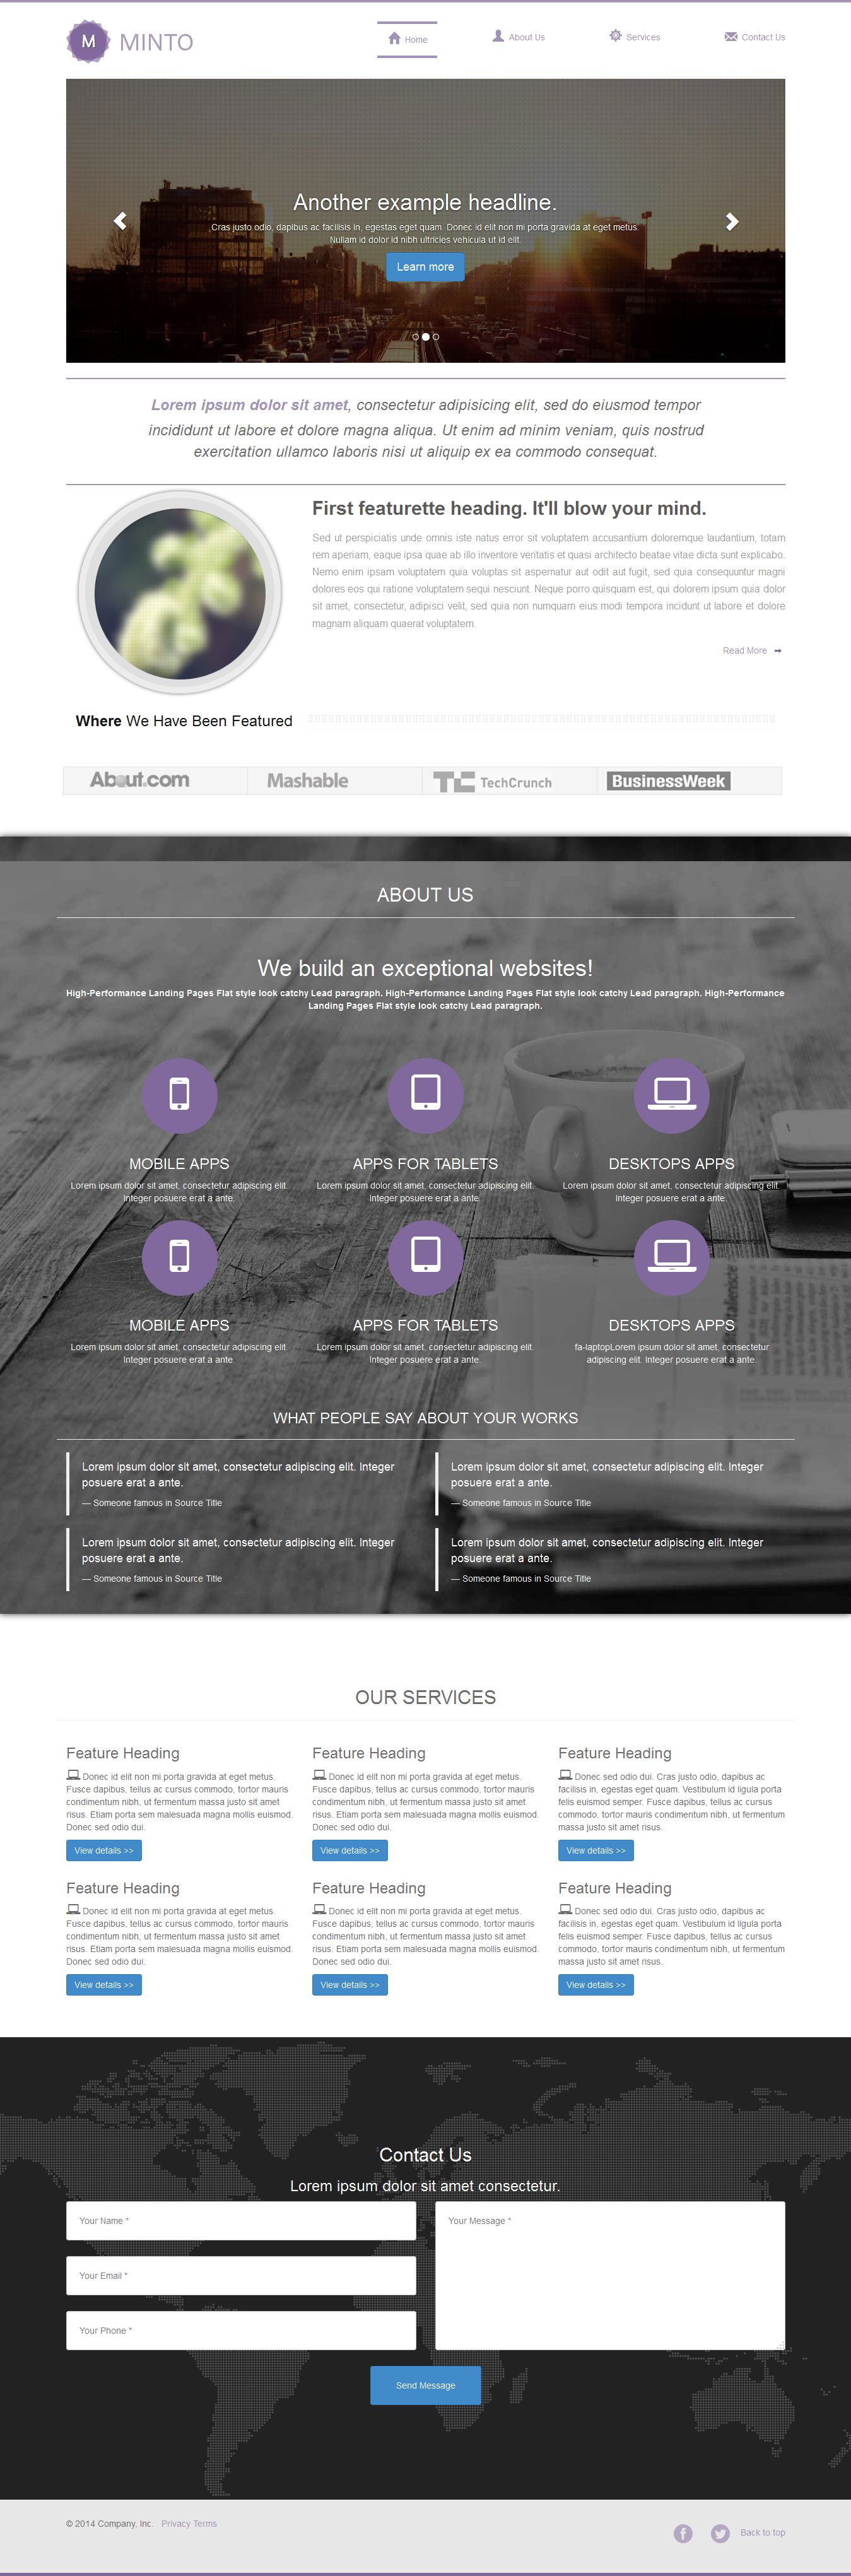 M MINTO
Home
About Us
Services
Contact Us
Another example headline.
Cras justo odio, dapibus ac facilisis in, egestas eget quam. Donec id elit non mi porta gravida at eget metus.
Nullam id dolor id nibh ultricies vehicula ut id elit.
Learn more
Lorem ipsum dolor sit amet, consectetur adipisicing elit, sed do eiusmod tempor
incididunt ut labore et dolore magna aliqua. Ut enim ad minim veniam, quis nostrud
exercitation ullamco laboris nisi ut aliquip ex ea commodo consequat.
First featurette heading. It'll blow your mind.
Sed ut perspiciatis unde omnis iste natus error sit voluptatem accusantium doloremque laudantium, totam
rem aperiam, eaque ipsa quae ab illo inventore veritatis et quasi architecto beatae vitae dicta sunt explicabo.
Nemo enim ipsam voluptatem quia voluptas sit aspernatur aut odit aut fugit, sed quia consequuntur magni
dolores eos qui ratione voluptatem sequi nesciunt. Neque porro quisquam est, qui dolorem ipsum quia dolor
sit amet, consectetur, adipisci velit, sed quia non numquam eius modi tempora incidunt ut labore et dolore
magnam aliquam quaerat voluptatem.
Read More
Where We Have Been Featured
About.com
Mashable
TC TechCrunch
BusinessWeek
ABOUT US
We build an exceptional websites!
High-Performance Landing Pages Flat style look catchy Lead paragraph. High-Performance Landing Pages Flat style look catchy Lead paragraph. High-Performance
Landing Pages Flat style look catchy Lead paragraph.
MOBILE APPS
Lorem ipsum dolor sit amet, consectetur adipiscing elit.
Integer posuere erat a ante.
APPS FOR TABLETS
Lorem ipsum dolor sit amet, consectetur adipiscing elit.
Integer posuere erat a ante.
DESKTOPS APPS
Lorem ipsum dolor sit amet, consectetur adipiscing elit.
Integer posuere erat a ante.
MOBILE APPS
Lorem ipsum dolor sit amet, consectetur adipiscing elit.
Integer posuere erat a ante.
APPS FOR TABLETS
Lorem ipsum dolor sit amet, consectetur adipiscing elit.
Integer posuere erat a ante.
DESKTOPS APPS
fa-laptopLorem ipsum dolor sit amet, consectetur
adipiscing elit. Integer posuere erat a ante.
WHAT PEOPLE SAY ABOUT YOUR WORKS
Lorem ipsum dolor sit amet, consectetur adipiscing elit. Integer
posuere erat a ante.
— Someone famous in Source Title
Lorem ipsum dolor sit amet, consectetur adipiscing elit. Integer
posuere erat a ante.
— Someone famous in Source Title
Lorem ipsum dolor sit amet, consectetur adipiscing elit. Integer
posuere erat a ante.
— Someone famous in Source Title
Lorem ipsum dolor sit amet, consectetur adipiscing elit. Integer
posuere erat a ante.
— Someone famous in Source Title
OUR SERVICES
Feature Heading
Donec id elit non mi porta gravida at eget metus.
Fusce dapibus, tellus ac cursus commodo, tortor mauris
condimentum nibh, ut fermentum massa justo sit amet
risus. Etiam porta sem malesuada magna mollis euismod.
Donec sed odio dui.
View details >>
Feature Heading
Donec id elit non mi porta gravida at eget metus.
Fusce dapibus, tellus ac cursus commodo, tortor mauris
condimentum nibh, ut fermentum massa justo sit amet
risus. Etiam porta sem malesuada magna mollis euismod.
Donec sed odio dui.
View details >>
Feature Heading
Donec sed odio dui. Cras justo odio, dapibus ac
facilisis in, egestas eget quam. Vestibulum id ligula porta
felis euismod semper. Fusce dapibus, tellus ac cursus
commodo, tortor mauris condimentum nibh, ut fermentum
massa justo sit amet risus.
View details >>
Feature Heading
Donec id elit non mi porta gravida at eget metus.
Fusce dapibus, tellus ac cursus commodo, tortor mauris
condimentum nibh, ut fermentum massa justo sit amet
risus. Etiam porta sem malesuada magna mollis euismod.
Donec sed odio dui.
View details >>
Feature Heading
Donec id elit non mi porta gravida at eget metus.
Fusce dapibus, tellus ac cursus commodo, tortor mauris
condimentum nibh, ut fermentum massa justo sit amet
risus. Etiam porta sem malesuada magna mollis euismod.
Donec sed odio dui.
View details >>
Feature Heading
Donec sed odio dui. Cras justo odio, dapibus ac
facilisis in, egestas eget quam. Vestibulum id ligula porta
felis euismod semper. Fusce dapibus, tellus ac cursus
commodo, tortor mauris condimentum nibh, ut fermentum
massa justo sit amet risus.
View details >>
Contact Us
Lorem ipsum dolor sit amet consectetur.
Your Name *
Your Email *
Your Phone *
Your Message *
Send Message
© 2014 Company, Inc. Privacy Terms
Back to top